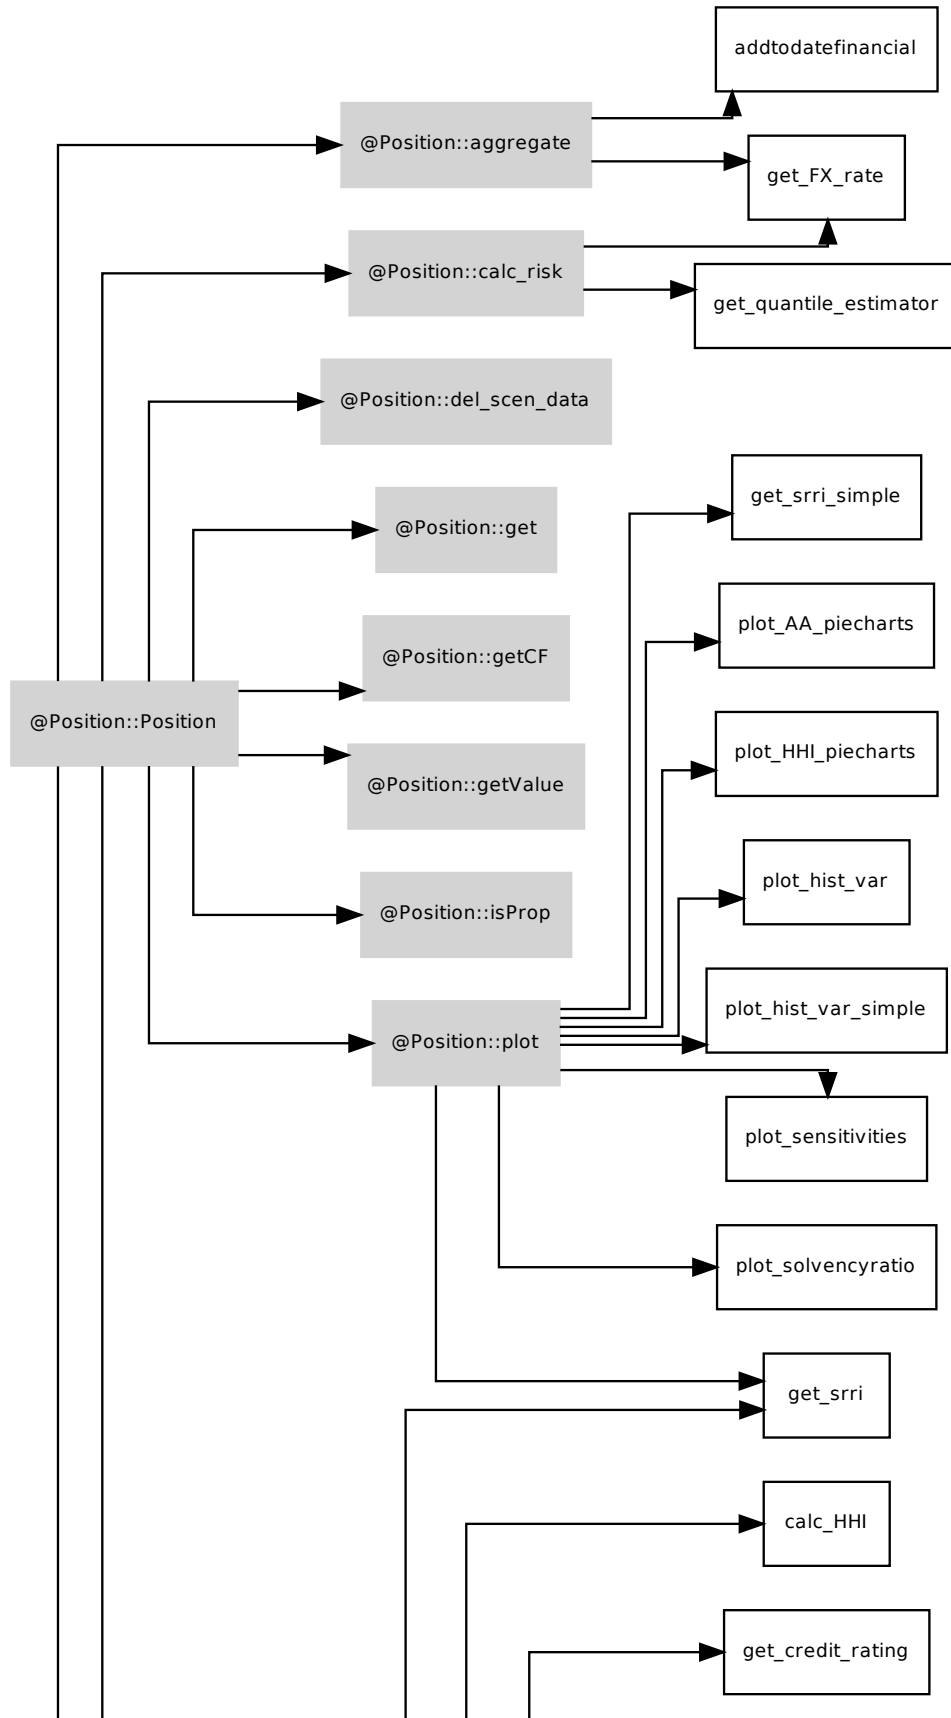 addtodatefinancial
@Position::aggregate
get_FX_rate
@Position::calc_risk
get_quantile_estimator
@Position::del_scen_data
get_srri_simple
@Position::get
plot_AA_piecharts
@Position::getCF
@Position::Position
plot_HHI_piecharts
@Position::getValue
plot_hist_var
@Position::isProp
plot_hist_var_simple
@Position::plot
plot_sensitivities
plot_solvencyratio
get_srri
calc_HHI
get_credit_rating